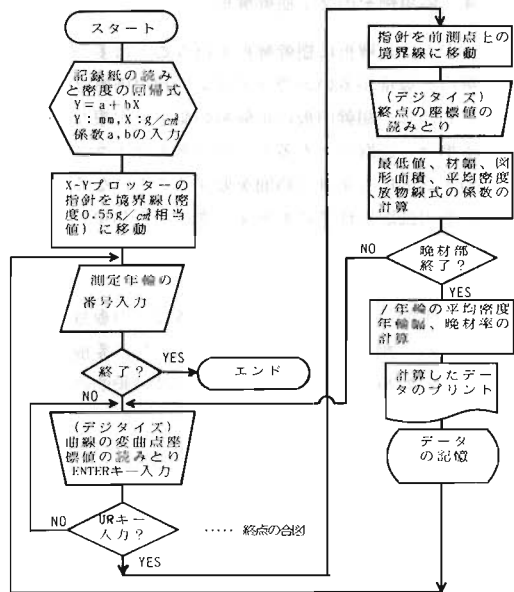 スタート
記録紙の読み
と密度の回帰式
Y=a+bX
Y:mm,X:g/cm³
係数a,bの入力
X-Yプロッターの
指針を境界線(密
度0.55g/cm³相当
値)に移動
測定年輪の
番号入力
終了?
YES
エンド
NO
(デジタイズ)
曲線の変曲点座
標値の読みとり
ENTERキー入力
URキー
入力?
NO
YES
‥‥‥ 終点の合図
指針を前測点上の
境界線に移動
(デジタイズ)
終点の座標値の
読みとり
最低値、材幅、図
形面積、平均密度
、放物線式の係数の
計算
晩材部
終了?
NO
YES
/年輪の平均密度
年輪幅、晩材率の
計算
計算したデー
タのプリント
データ
の記憶